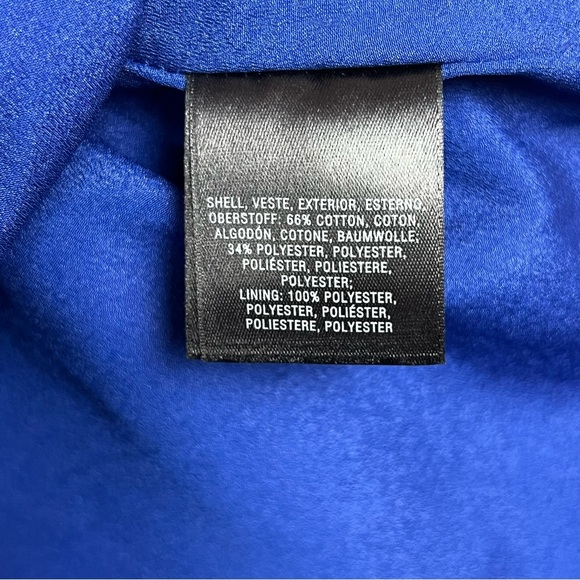 SHELL, VESTE, EXTERIOR, ESTERNO,
OBERSTOFF: 66% COTTON, COTON,
ALGODÓN, COTONE, BAUMWOLLE;
34% POLYESTER, POLYESTER,
POLIÉSTER, POLIESTERE,
POLYESTER;
LINING: 100% POLYESTER,
POLYESTER, POLIÉSTER,
POLIESTERE, POLYESTER